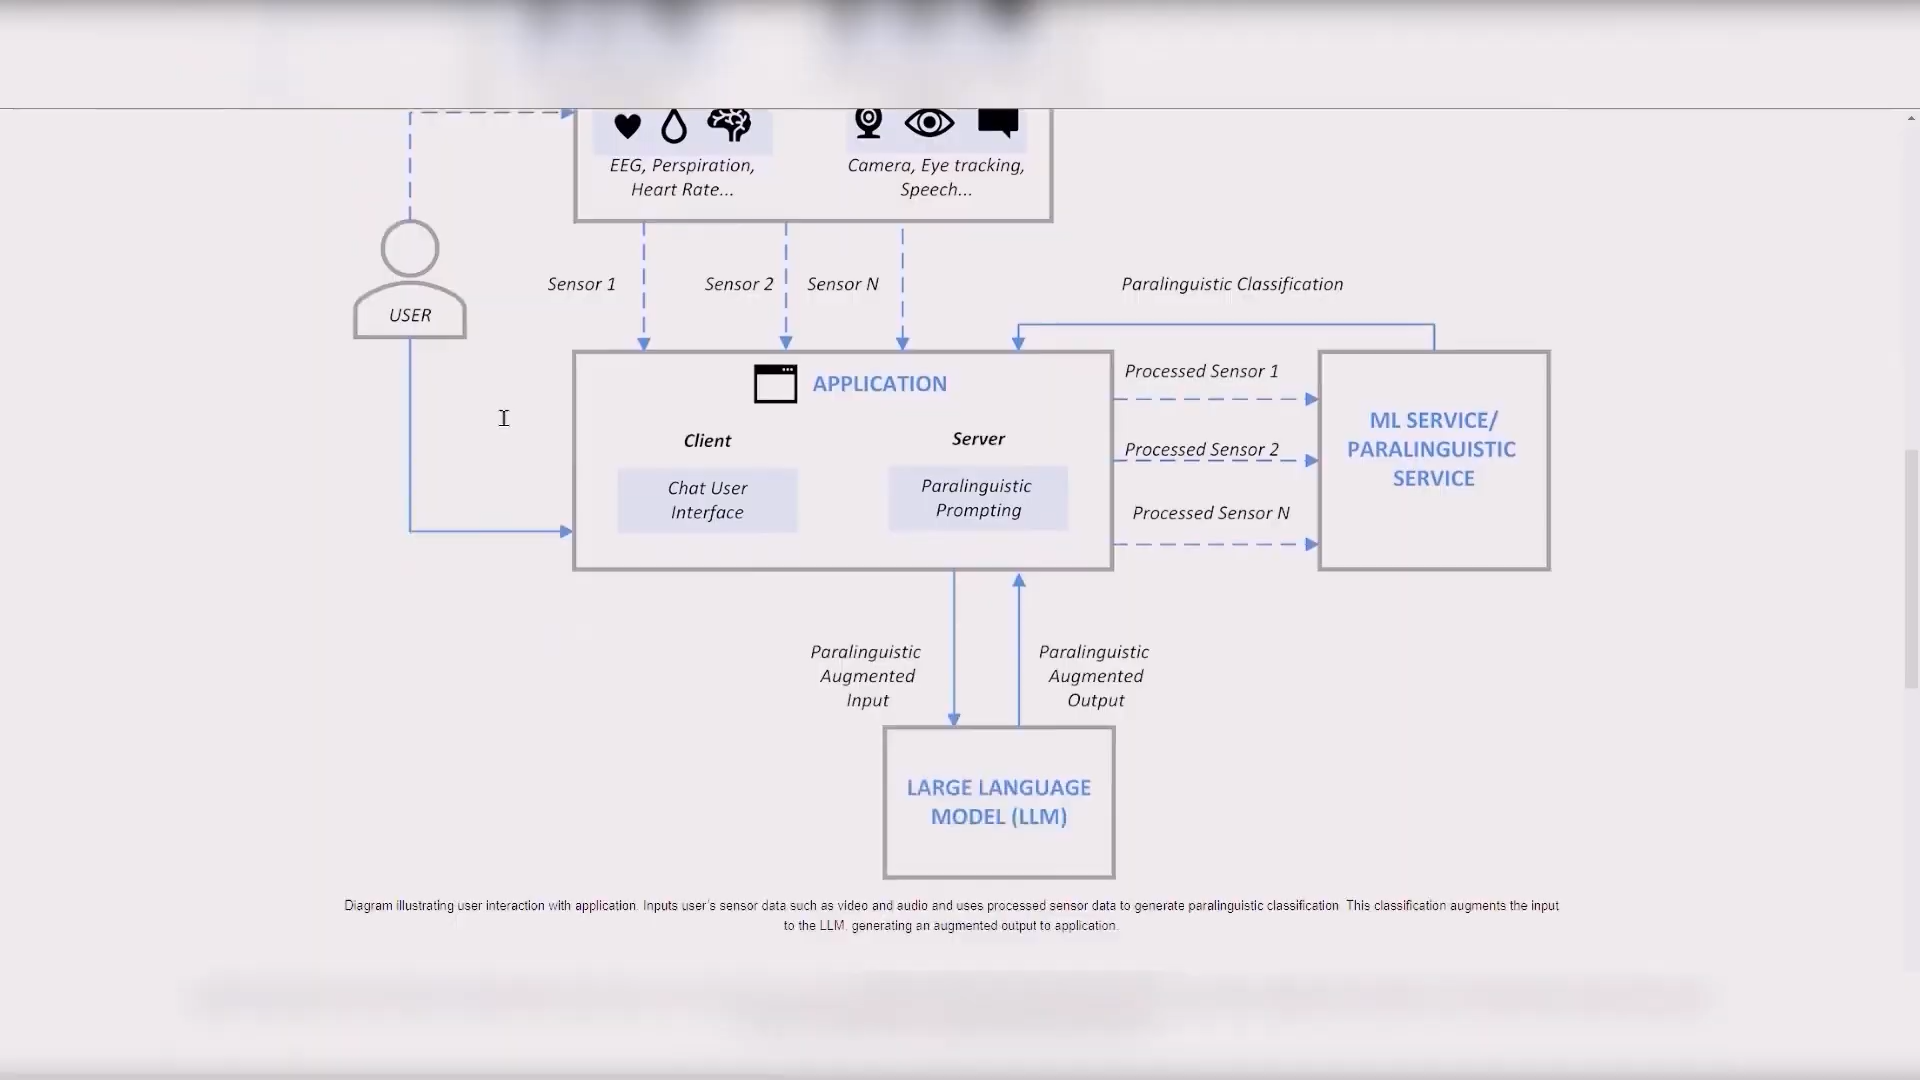 EEG, Perspiration,
Heart Rate...
Camera, Eye tracking,
Speech...
USER
Sensor 1
Sensor 2
Sensor N
Paralinguistic Classification
APPLICATION
Client
Chat User
Interface
Server
Paralinguistic
Prompting
Processed Sensor 1
Processed Sensor 2
Processed Sensor N
ML SERVICE/
PARALINGUISTIC
SERVICE
Paralinguistic
Augmented
Input
Paralinguistic
Augmented
Output
LARGE LANGUAGE
MODEL (LLM)
Diagram illustrating user interaction with application. Inputs user's sensor data such as video and audio and uses processed sensor data to generate paralinguistic classification. This classification augments the input
to the LLM, generating an augmented output to application.